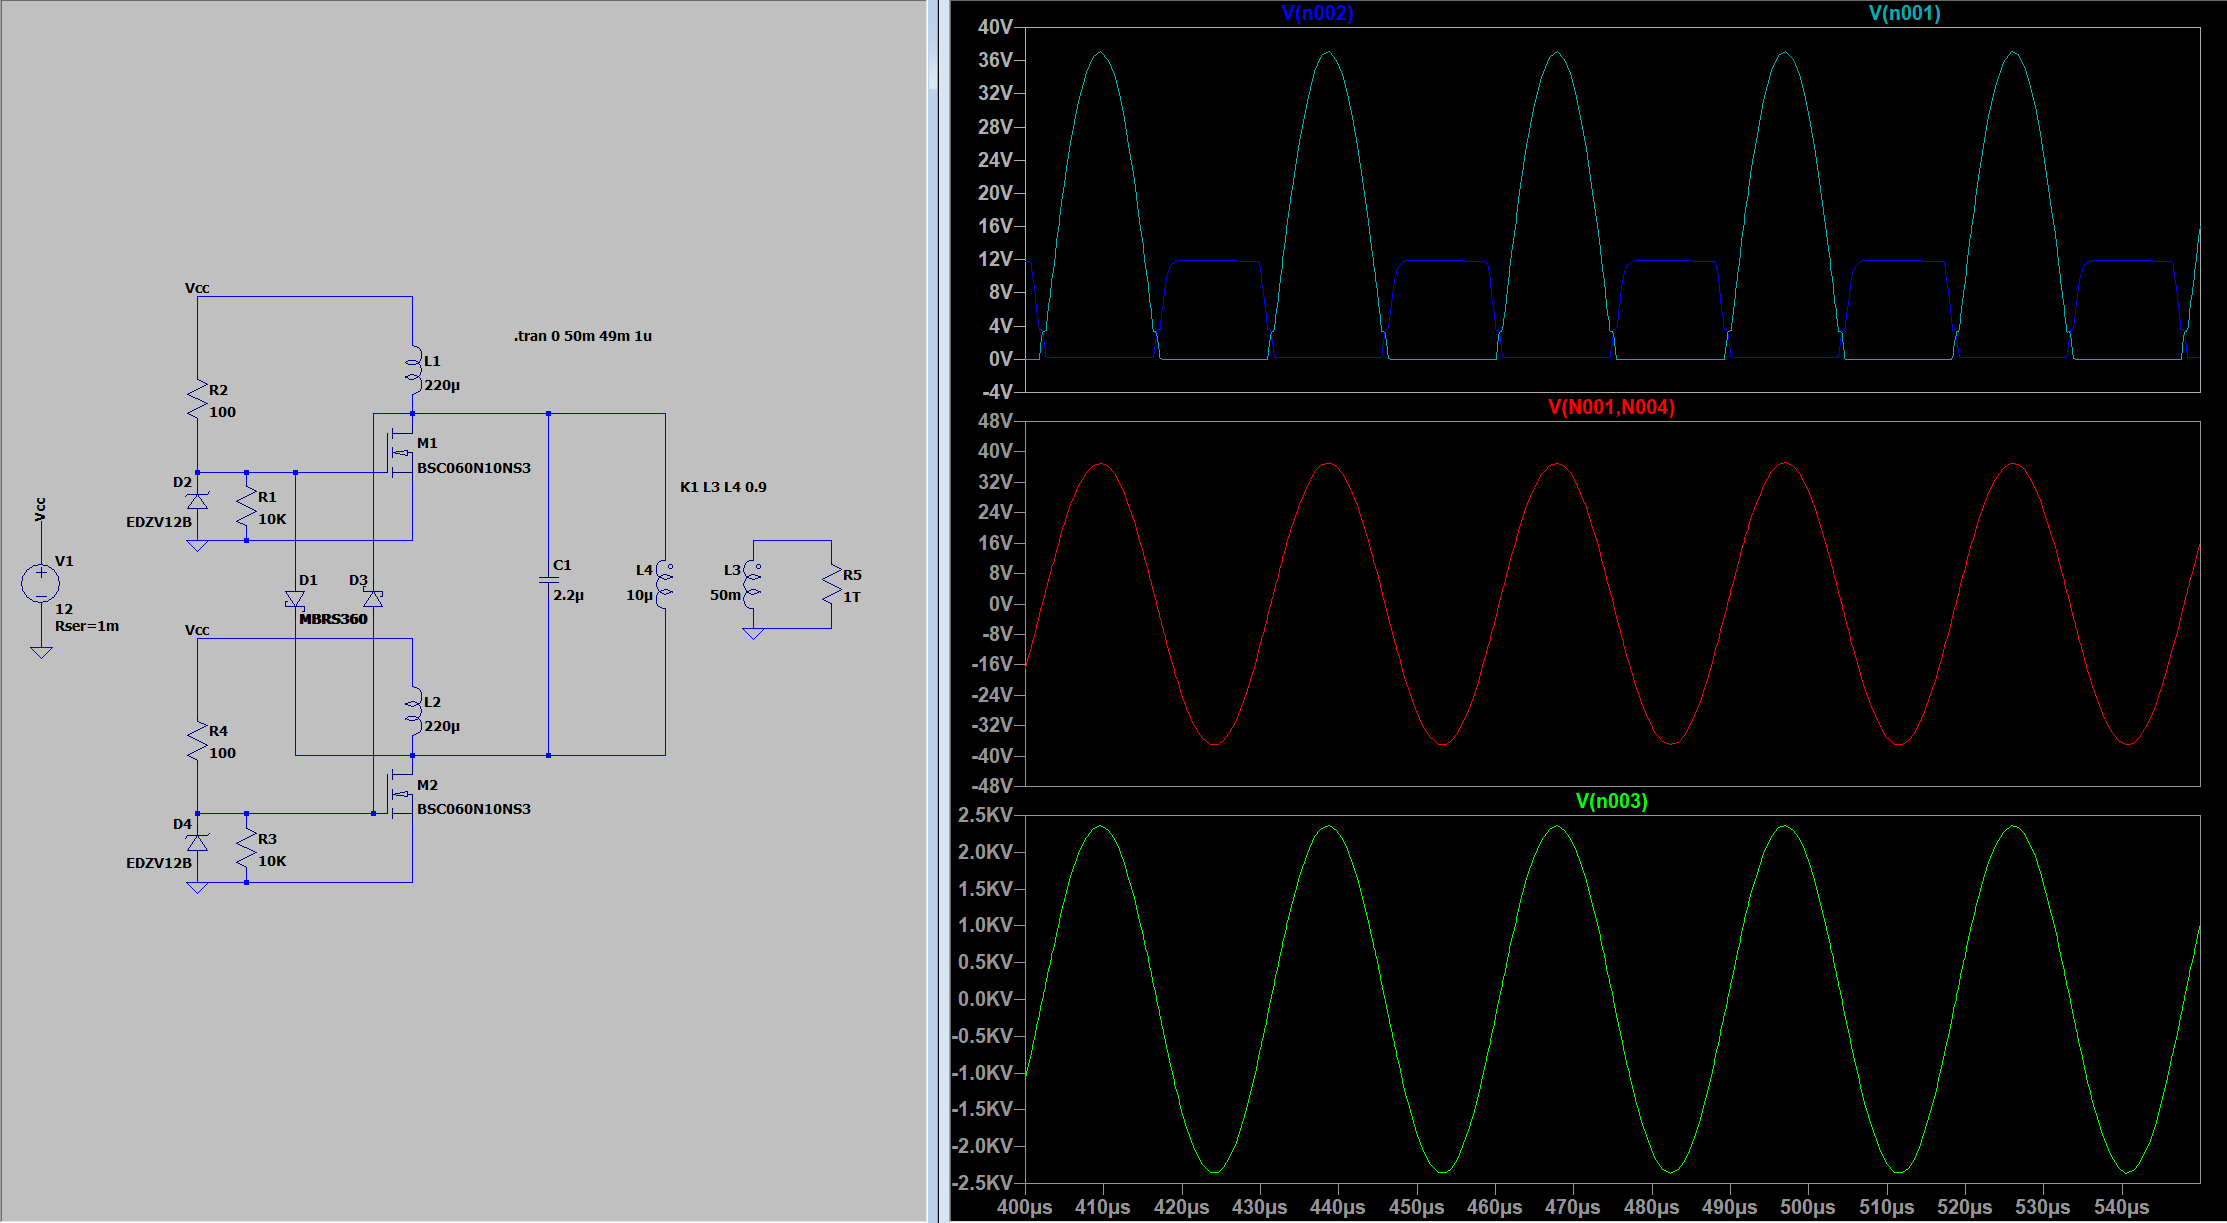 Vcc
.tran 0 50m 49m 1u
L1
220µ
R2
100
M1
BSC060N10NS3
D2
R1
10K
EDZV12B
K1 L3 L4 0.9
Vcc
V1
12
Rser=1m
D1
D3
MBRS360
C1
2.2µ
L4
10µ
L3
50m
R5
1T
Vcc
L2
220µ
R4
100
M2
BSC060N10NS3
D4
R3
10K
EDZV12B
V(n002) V(n001)
40V
36V
32V
28V
24V
20V
16V
12V
8V
4V
0V
-4V
V(N001,N004)
48V
40V
32V
24V
16V
8V
0V
-8V
-16V
-24V
-32V
-40V
-48V
V(n003)
2.5KV
2.0KV
1.5KV
1.0KV
0.5KV
0.0KV
-0.5KV
-1.0KV
-1.5KV
-2.0KV
-2.5KV
400µs 410µs 420µs 430µs 440µs 450µs 460µs 470µs 480µs 490µs 500µs 510µs 520µs 530µs 540µs